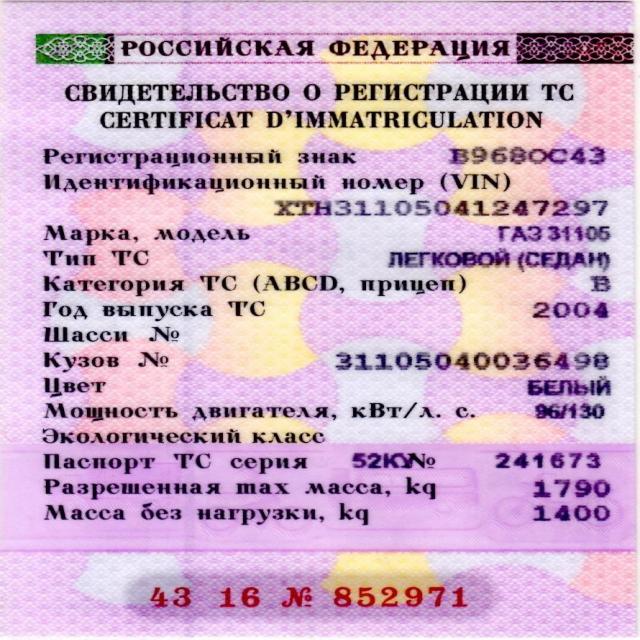 РОССИЙСКАЯ ФЕДЕРАЦИЯ
СВИДЕТЕЛЬСТВО О РЕГИСТРАЦИИ ТС
CERTIFICAT D'IMMATRICULATION
Регистрационный знак В968ОС43
Идентификационный номер (VIN)
ХТН31105041247297
Марка, модель ГАЗ 31105
Тип ТС ЛЕГКОВОЙ (СЕДАН)
Категория ТС (ABCD, прицеп) В
Год выпуска ТС 2004
Шасси №
Кузов № 31105040036498
Цвет БЕЛЫЙ
Мощность двигателя, кВт/л. с. 96/130
Экологический класс
Паспорт ТС серия 52КУ № 241673
Разрешенная max масса, kg 1790
Масса без нагрузки, kg 1400
43 16 № 852971